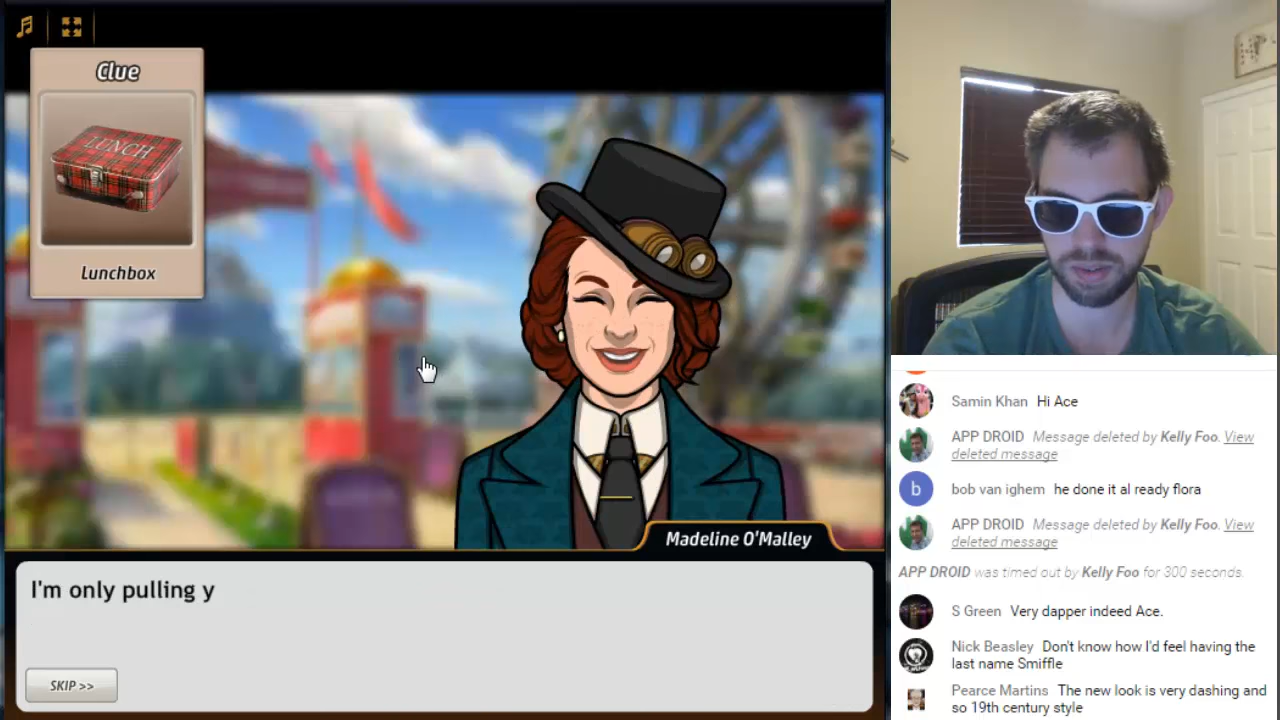 Clue
LUNCH
Lunchbox
Madeline O'Malley
I'm only pulling y
SKIP >>
Samin Khan Hi Ace
APP DROID Message deleted by Kelly Foo. View
deleted message
b
bob van ighem he done it al ready flora
APP DROID Message deleted by Kelly Foo. View
deleted message
APP DROID was timed out by Kelly Foo for 300 seconds.
S Green Very dapper indeed Ace.
Nick Beasley Don't know how I'd feel having the
last name Smiffle
Pearce Martins The new look is very dashing and
so 19th century style